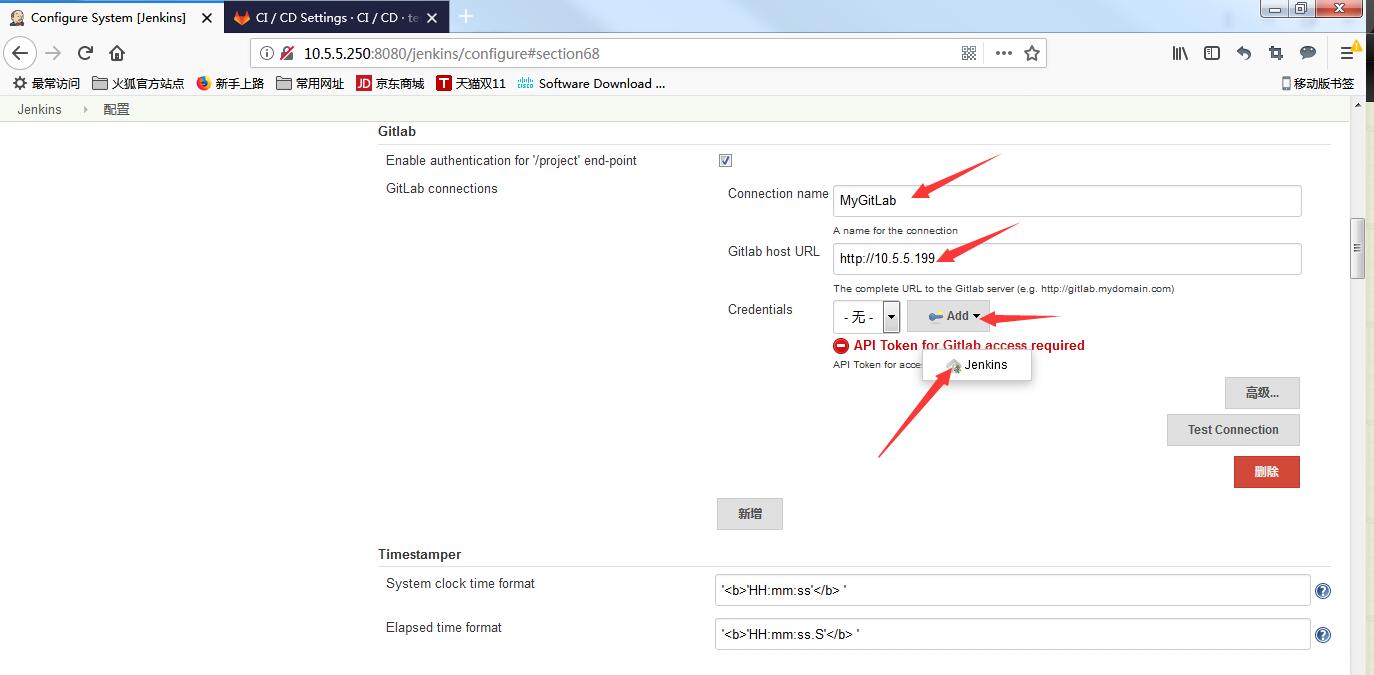 Configure System [Jenkins]
CI / CD Settings · CI / CD · te
10.5.5.250:8080/jenkins/configure#section68
最常访问 火狐官方站点 新手上路 常用网址 JD 京东商城 T 天猫双11 cisco Software Download ... 移动版书签
Jenkins 配置
Gitlab
Enable authentication for '/project' end-point
GitLab connections
Connection name MyGitLab
A name for the connection
Gitlab host URL http://10.5.5.199
The complete URL to the Gitlab server (e.g. http://gitlab.mydomain.com)
Credentials - 无 - Add
API Token for Gitlab access required
API Token for acce
Jenkins
高级...
Test Connection
删除
新增
Timestamper
System clock time format '<b>'HH:mm:ss'</b> '
Elapsed time format '<b>'HH:mm:ss.S'</b> '